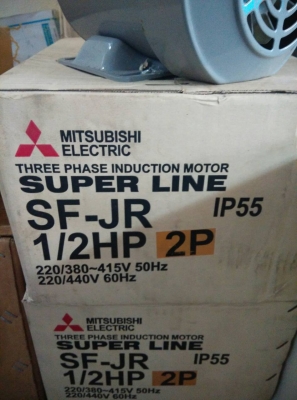 MITSUBISHI
ELECTRIC
THREE PHASE INDUCTION MOTOR
SUPER LINE
SF-JR IP55
1/2HP 2P
220/380~415V 50Hz
220/440V 60Hz
MITSUBISHI
ELECTRIC
THREE PHASE INDUCTION MOTOR
SUPER LINE
SF-JR IP55
1/2HP 2P
220/380~415V 50Hz
220/440V 60Hz